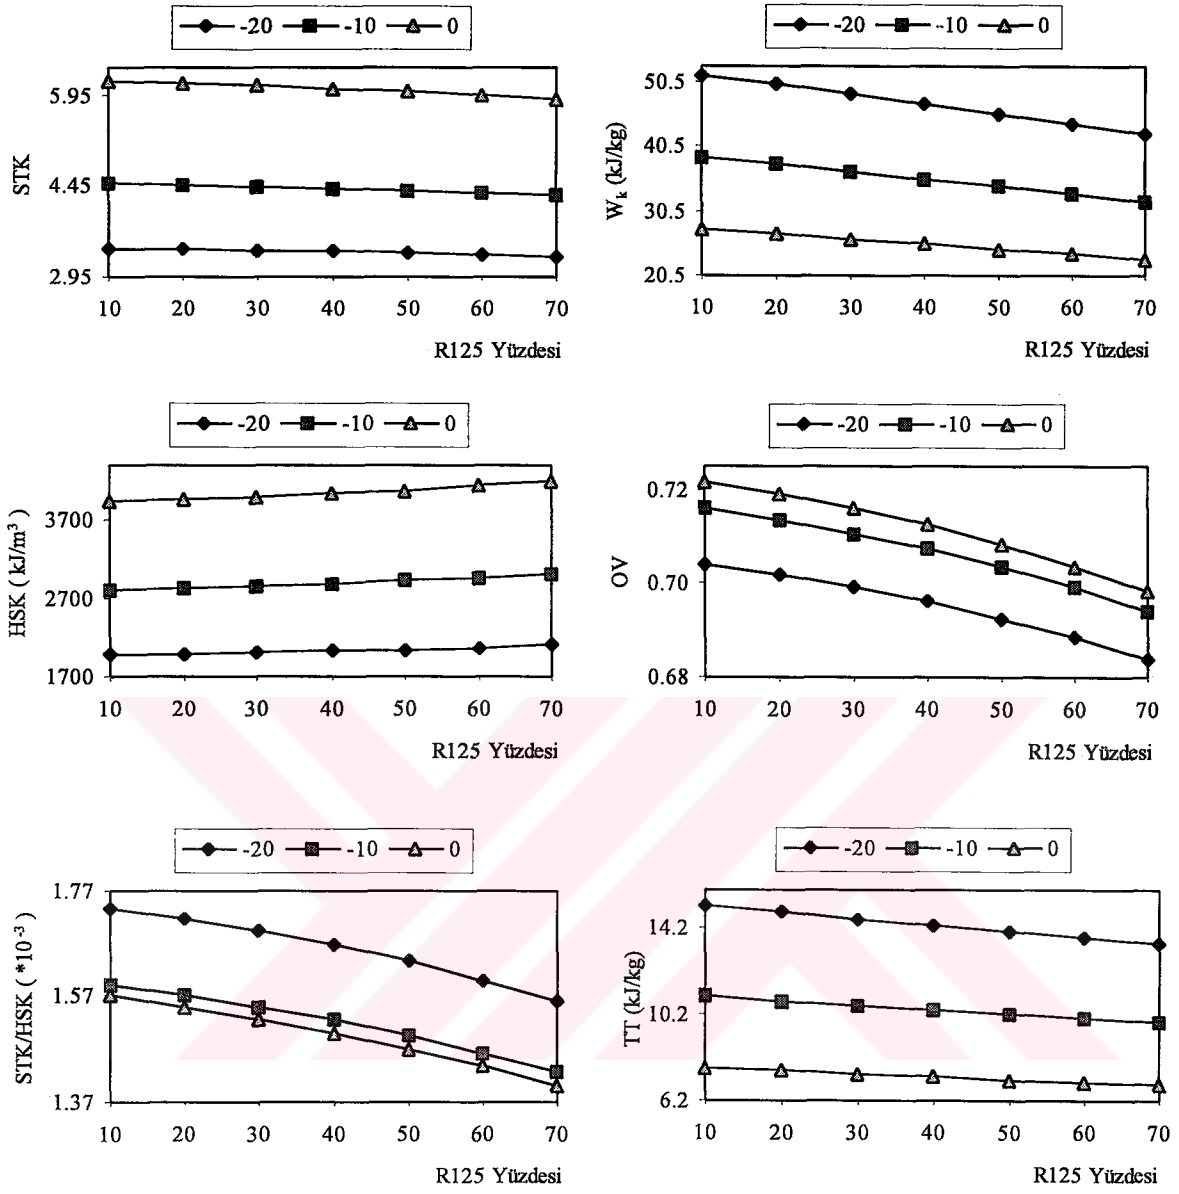 -20 -10 0
STK
5.95
4.45
2.95
10 20 30 40 50 60 70
R125 Yüzdesi
-20 -10 0
W_k (kJ/kg)
50.5
40.5
30.5
20.5
10 20 30 40 50 60 70
R125 Yüzdesi
-20 -10 0
HSK ( kJ/m³ )
3700
2700
1700
10 20 30 40 50 60 70
R125 Yüzdesi
-20 -10 0
OV
0.72
0.70
0.68
10 20 30 40 50 60 70
R125 Yüzdesi
-20 -10 0
STK/HSK ( *10⁻³ )
1.77
1.57
1.37
10 20 30 40 50 60 70
R125 Yüzdesi
-20 -10 0
TT (kJ/kg)
14.2
10.2
6.2
10 20 30 40 50 60 70
R125 Yüzdesi